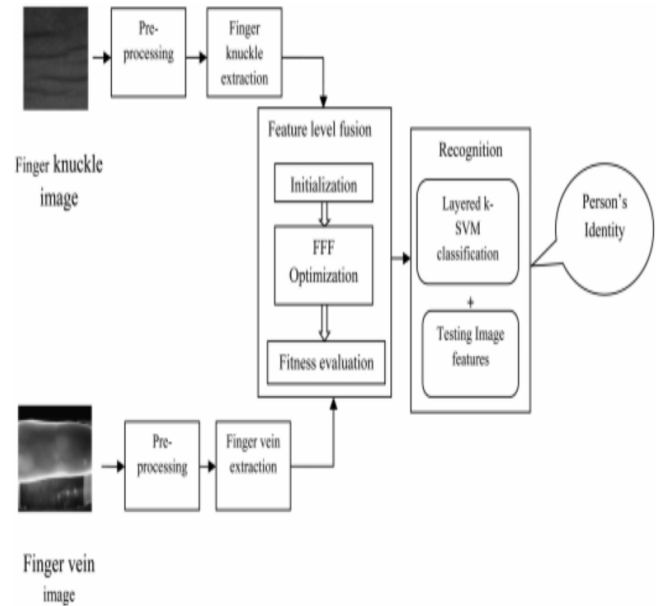 Pre-
processing
Finger
knuckle
extraction
Finger knuckle
image
Feature level fusion
Initialization
FFF
Optimization
Fitness evaluation
Recognition
Layered k-
SVM
classification
+
Testing Image
features
Person's
Identity
Pre-
processing
Finger vein
extraction
Finger vein
image